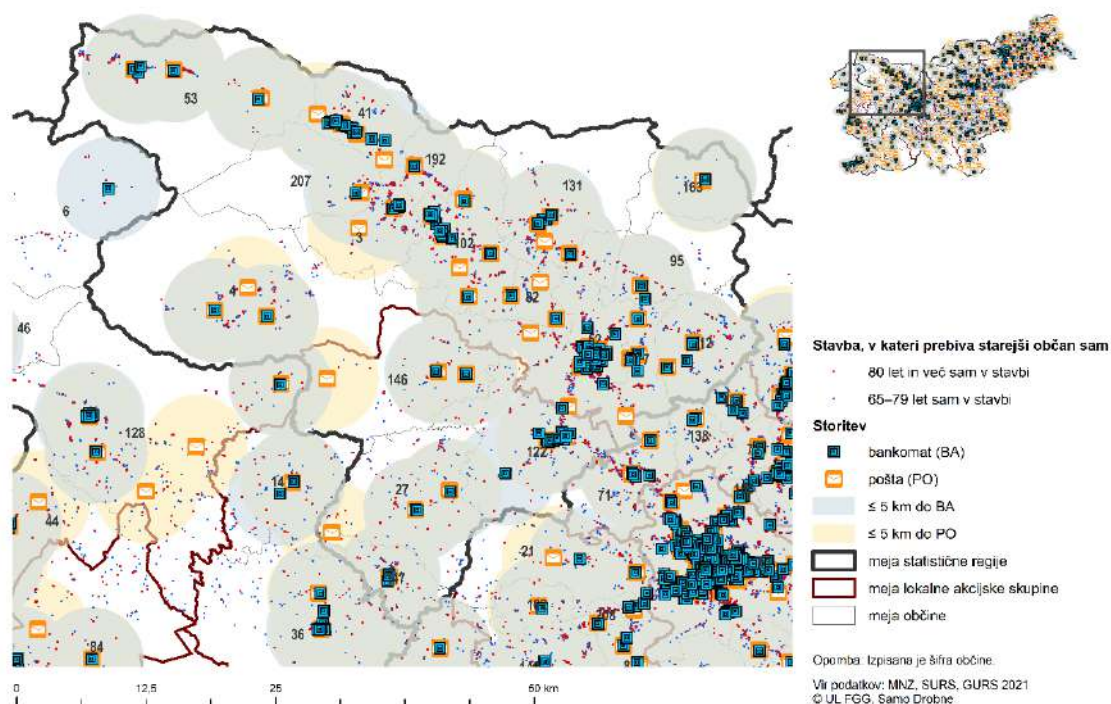 53
41
192
207
131
163
6
3
102
95
4
82
46
12
146
128
138
122
14
27
71
44
21
36
84
0 12,5 25 50 km
Stavba, v kateri prebiva starejši občan sam
80 let in več sam v stavbi
65–79 let sam v stavbi
Storitev
bankomat (BA)
pošta (PO)
≤ 5 km do BA
≤ 5 km do PO
meja statistične regije
meja lokalne akcijske skupine
meja občine
Opomba: Izpisana je šifra občine.
Vir podatkov: MNZ, SURS, GURS 2021
© UL FGG, Samo Drobne